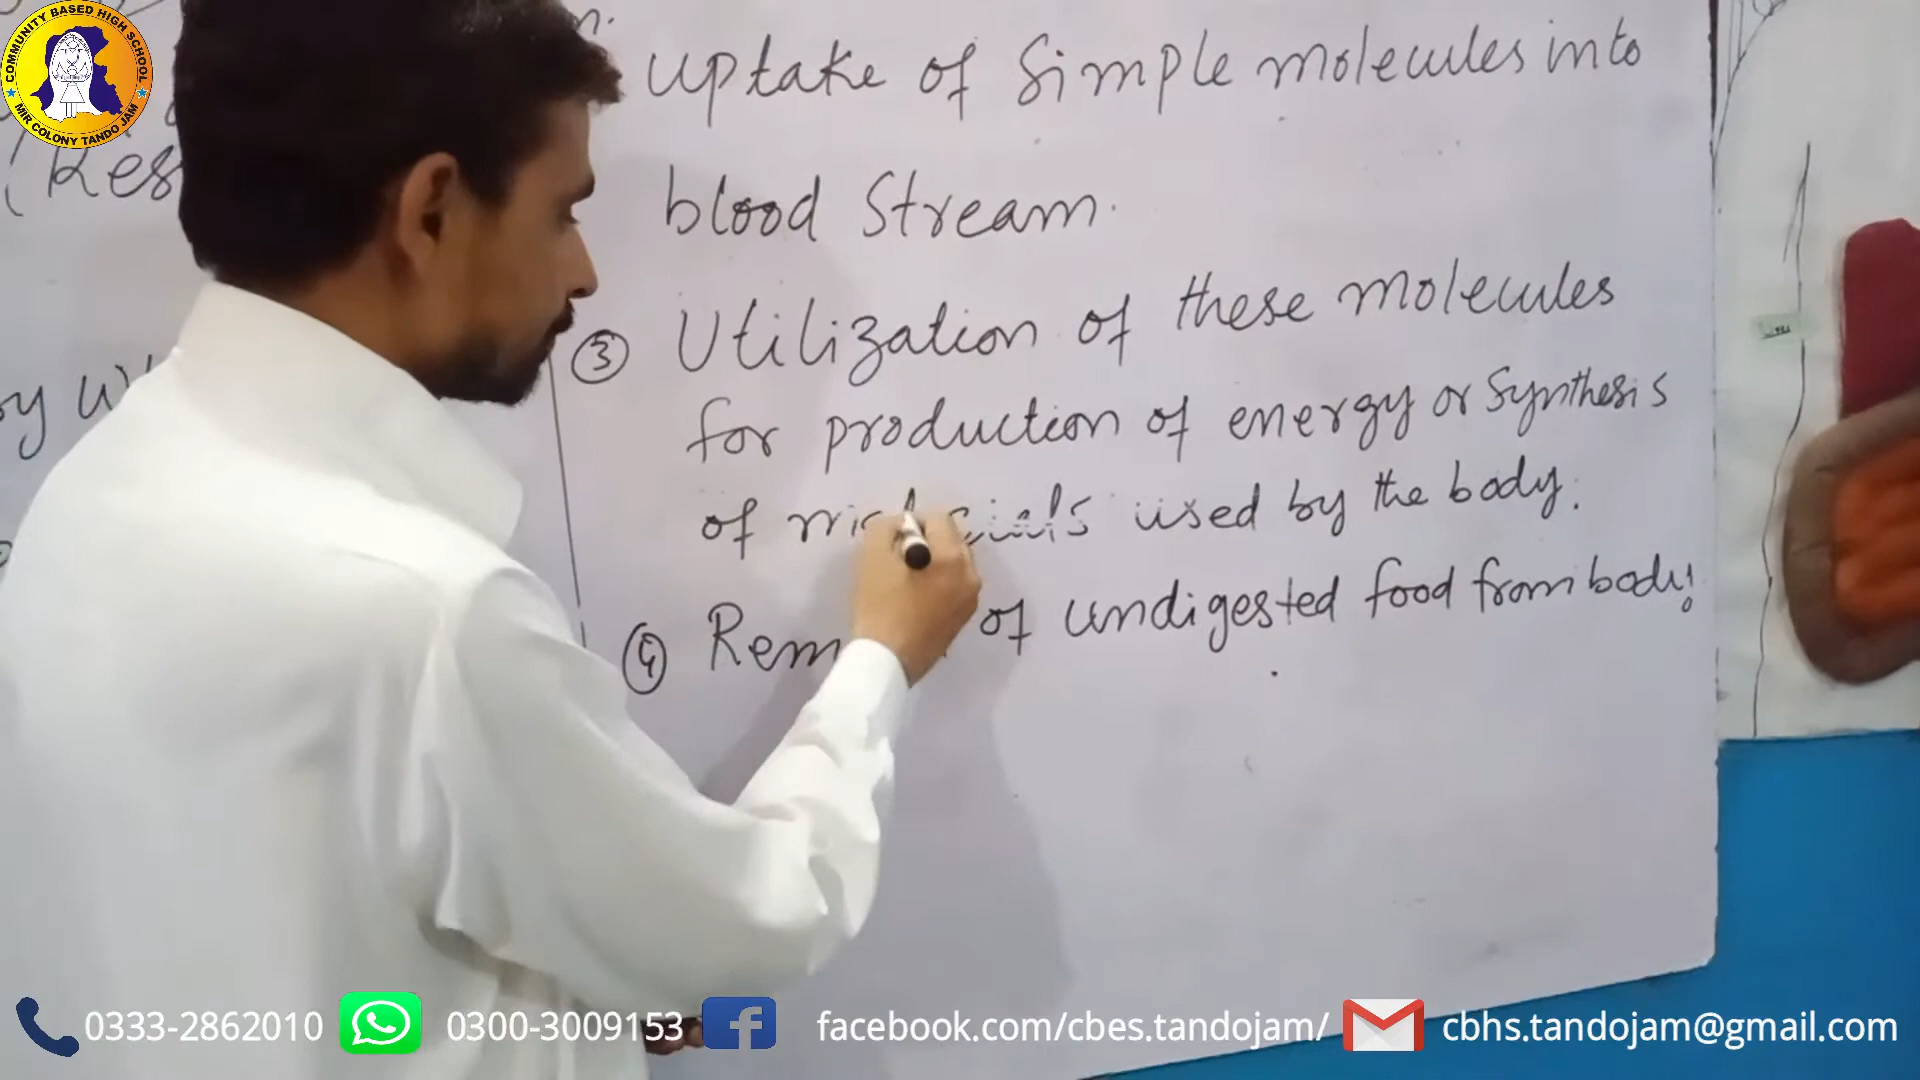 COMMUNITY BASED HIGH SCHOOL
MIR COLONY TANDO JAM
uptake of Simple molecules into
blood Stream.
(Res
③ Utilization of these molecules
for production of energy or Synthesis
of used by the body.
④ of undigested food from body.
0333-2862010 0300-3009153 facebook.com/cbes.tandojam/ cbhs.tandojam@gmail.com